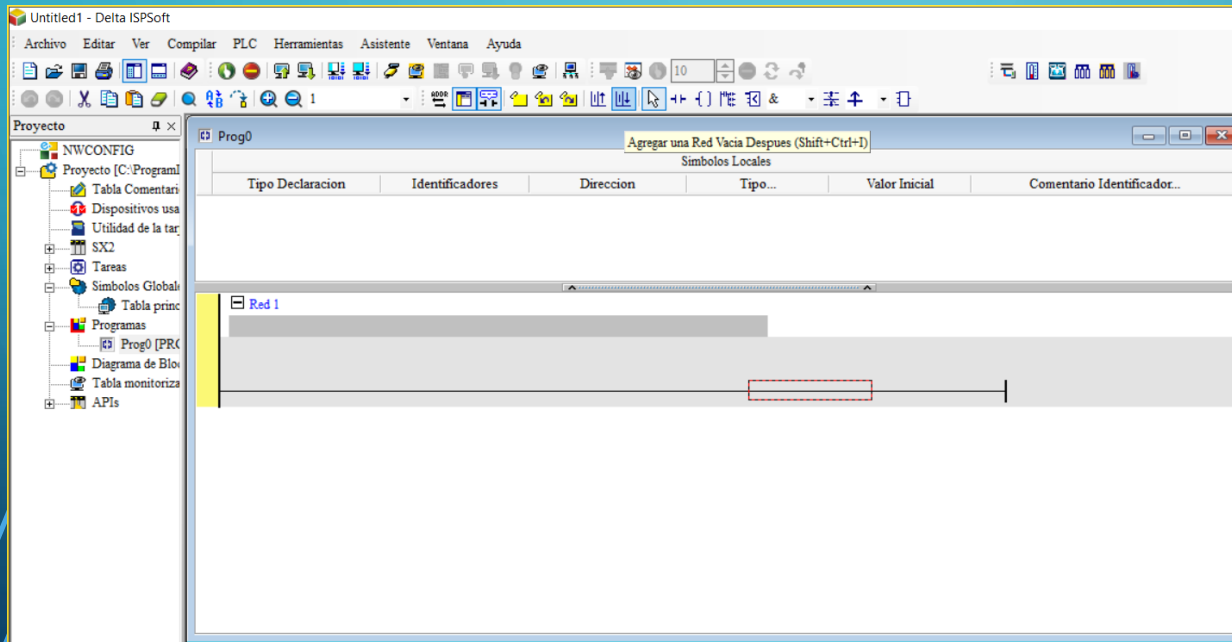 Untitled1 - Delta ISPSoft
Archivo Editar Ver Compilar PLC Herramientas Asistente Ventana Ayuda
10
1
&
Proyecto
NWCONFIG
Proyecto [C:\Program
Tabla Comentari
Dispositivos usa
Utilidad de la tar
SX2
Tareas
Simbolos Global
Tabla princ
Programas
Prog0 [PR
Diagrama de Blo
Tabla monitoriza
APIs
Prog0
Agregar una Red Vacia Despues (Shift+Ctrl+I)
Simbolos Locales
Tipo Declaracion Identificadores Direccion Tipo... Valor Inicial Comentario Identificador...
Red 1